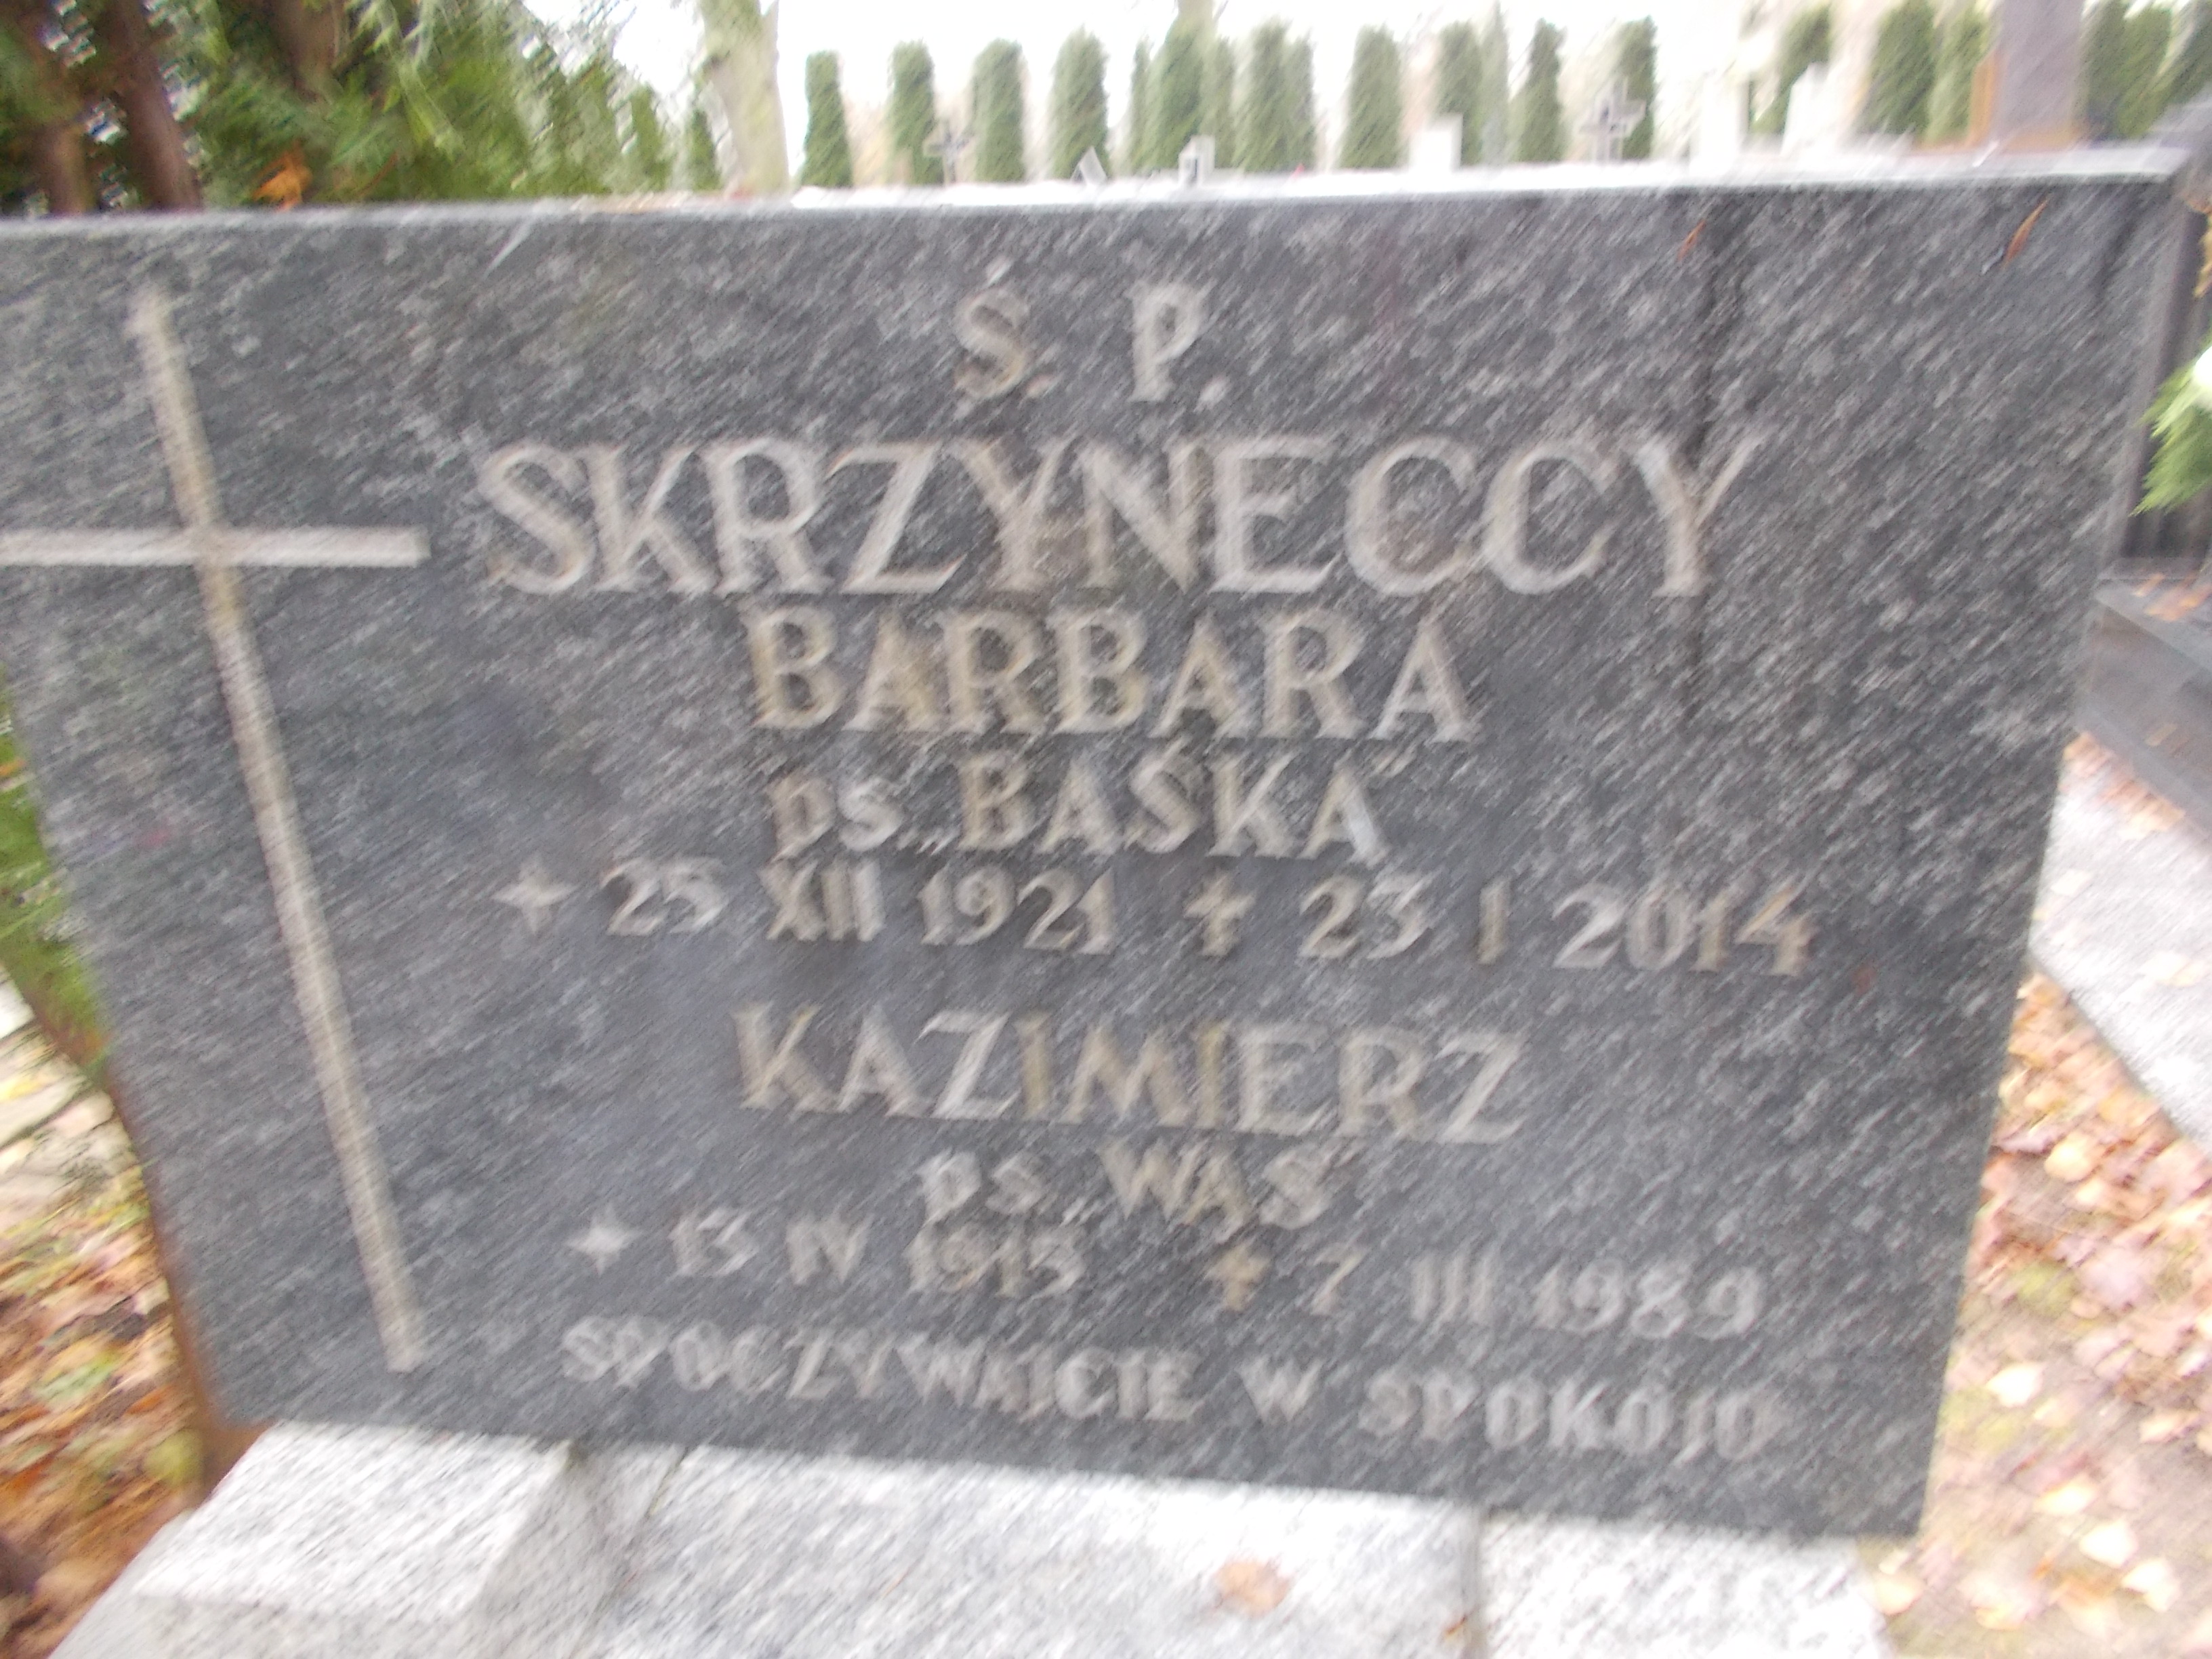 Ś. P.
SKRZYNECCY
BARBARA
ps. „BAŚKA”
25 XII 1921 ✝ 23 I 2014
KAZIMIERZ
ps. „WĄS”
13 IV 1915 ✝ 7 III 1989
SPOCZYWAJCIE W SPOKOJU